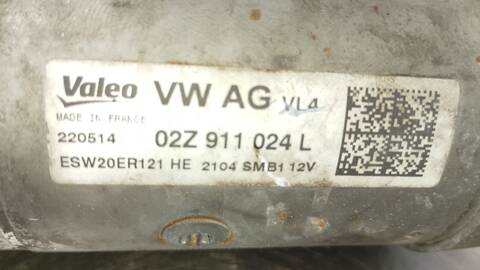 Valeo VW AG VL4
MADE IN FRANCE
220514 02Z 911 024 L
ESW20ER121 HE 2104 SMB1 12V